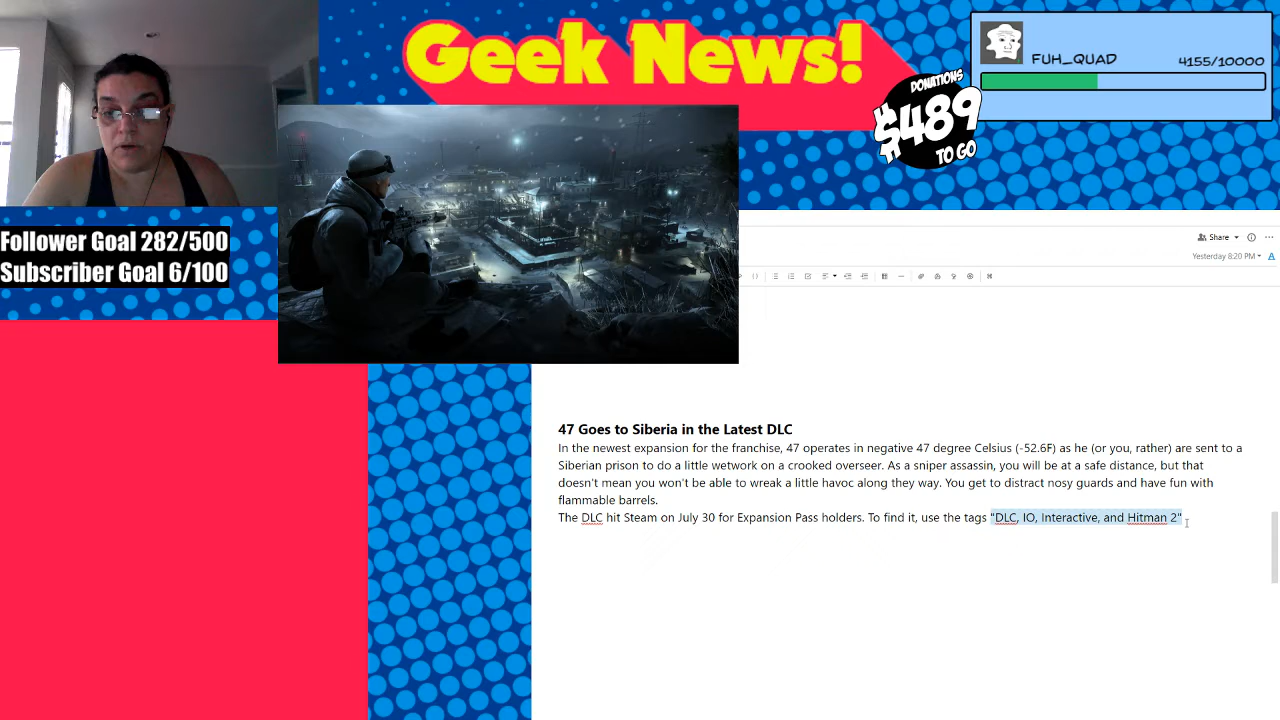 Geek News!
FUH_QUAD
4155/10000
DONATIONS
$489
TO GO
Follower Goal 282/500
Subscriber Goal 6/100
Share
Yesterday 8:20 PM
A
47 Goes to Siberia in the Latest DLC
In the newest expansion for the franchise, 47 operates in negative 47 degree Celsius (-52.6F) as he (or you, rather) are sent to a
Siberian prison to do a little wetwork on a crooked overseer. As a sniper assassin, you will be at a safe distance, but that
doesn't mean you won't be able to wreak a little havoc along they way. You get to distract nosy guards and have fun with
flammable barrels.
The DLC hit Steam on July 30 for Expansion Pass holders. To find it, use the tags "DLC, IO, Interactive, and Hitman 2"